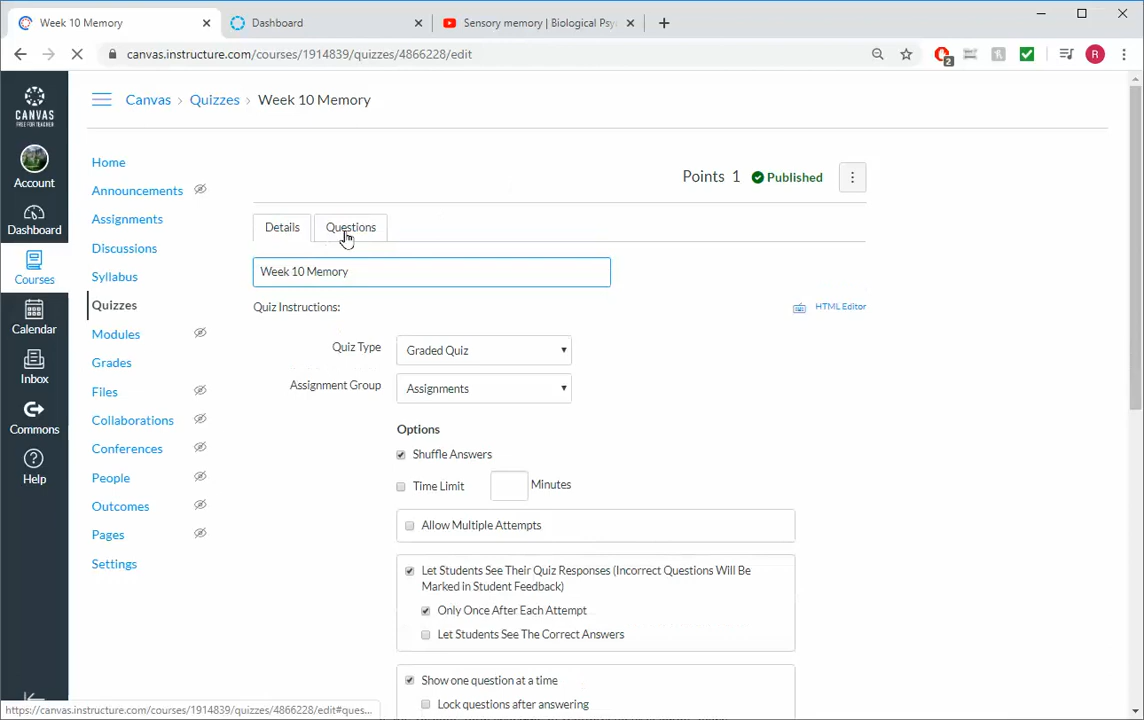 Week 10 Memory
Dashboard
Sensory memory | Biological Psy
canvas.instructure.com/courses/1914839/quizzes/4866228/edit
2
R
CANVAS
FREE FOR TEACHER
Account
Dashboard
Courses
Calendar
Inbox
Commons
Help
Canvas › Quizzes › Week 10 Memory
Home
Announcements
Assignments
Discussions
Syllabus
Quizzes
Modules
Grades
Files
Collaborations
Conferences
People
Outcomes
Pages
Settings
Points 1 Published
Details Questions
Week 10 Memory
Quiz Instructions: HTML Editor
Quiz Type Graded Quiz
Assignment Group Assignments
Options
Shuffle Answers
Time Limit Minutes
Allow Multiple Attempts
Let Students See Their Quiz Responses (Incorrect Questions Will Be
Marked in Student Feedback)
Only Once After Each Attempt
Let Students See The Correct Answers
Show one question at a time
Lock questions after answering
https://canvas.instructure.com/courses/1914839/quizzes/4866228/edit#ques...